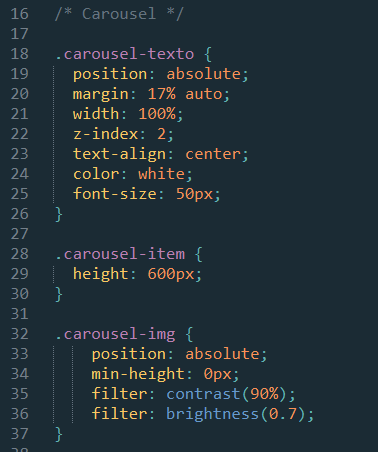 16 /* Carousel */
17
18 .carousel-texto {
19 position: absolute;
20 margin: 17% auto;
21 width: 100%;
22 z-index: 2;
23 text-align: center;
24 color: white;
25 font-size: 50px;
26 }
27
28 .carousel-item {
29 height: 600px;
30 }
31
32 .carousel-img {
33 position: absolute;
34 min-height: 0px;
35 filter: contrast(90%);
36 filter: brightness(0.7);
37 }